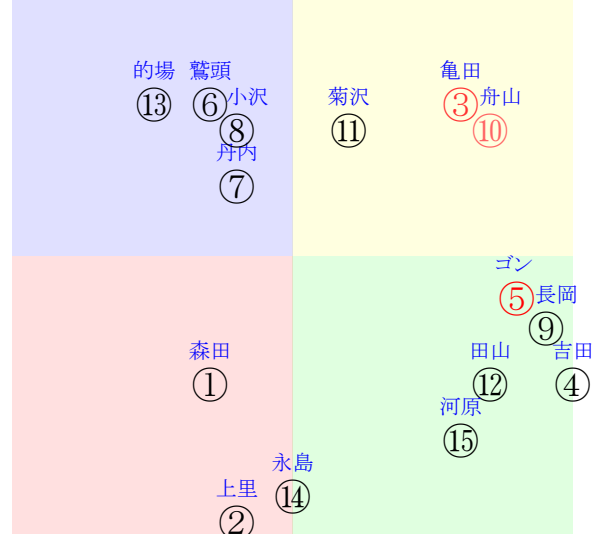 的場 鷲頭 亀田
小沢 菊沢 舟山
⑬ ⑥ ③
⑧ ⑪ ⑩
丹内
⑦
ゴン
⑤ 長岡
⑨
森田 田山 吉田
① ⑫ ④
河原
⑮
永島
上里 ⑭
②